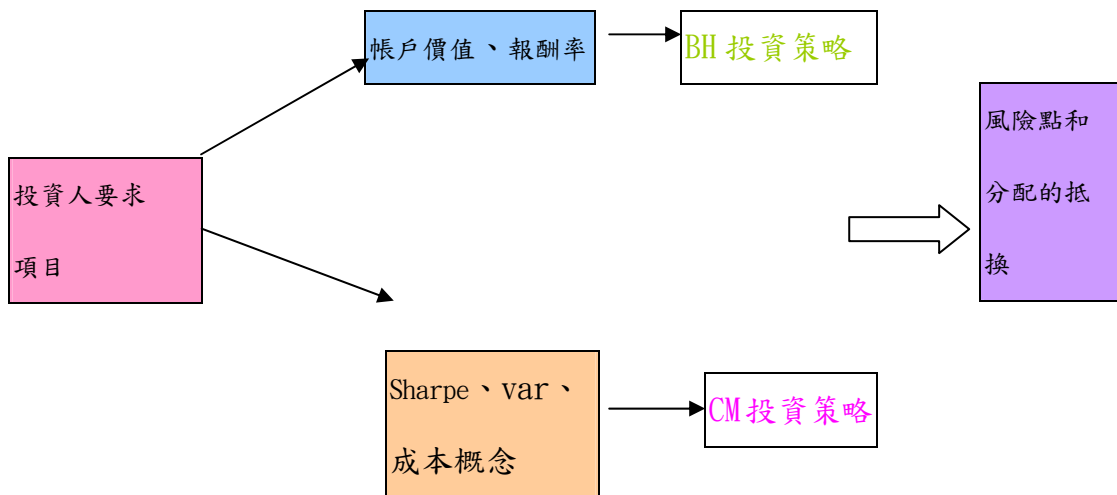 帳戶價值、報酬率
BH 投資策略
投資人要求
項目
風險點和
分配的抵
換
Sharpe、var、
成本概念
CM 投資策略